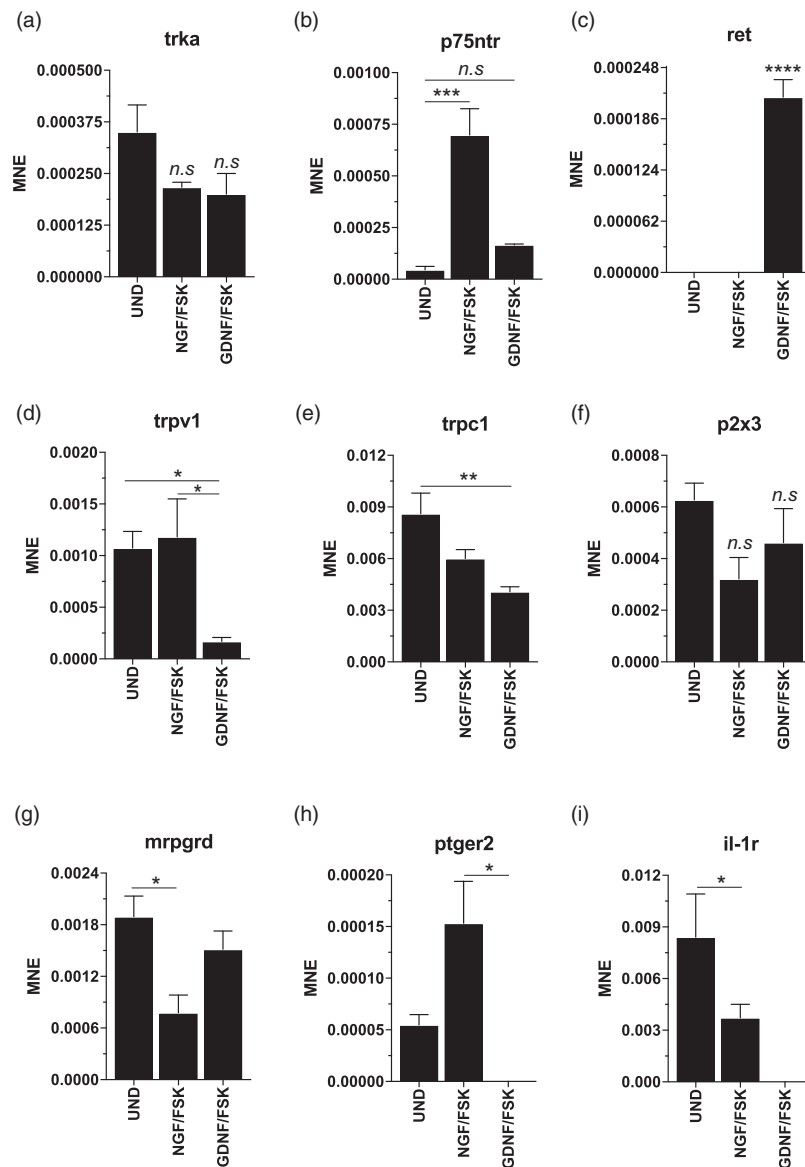 (a)
trka
0.000500
0.000375
0.000250
0.000125
0.000000
MNE
n.s
n.s
UND
NGF/FSK
GDNF/FSK
(b)
p75ntr
0.00100
0.00075
0.00050
0.00025
0.00000
MNE
n.s
***
UND
NGF/FSK
GDNF/FSK
(c)
ret
0.000248
0.000186
0.000124
0.000062
0.000000
MNE
****
UND
NGF/FSK
GDNF/FSK
(d)
trpv1
0.0020
0.0015
0.0010
0.0005
0.0000
MNE
*
*
UND
NGF/FSK
GDNF/FSK
(e)
trpc1
0.012
0.009
0.006
0.003
0.000
MNE
**
UND
NGF/FSK
GDNF/FSK
(f)
p2x3
0.0008
0.0006
0.0004
0.0002
0.0000
MNE
n.s
n.s
UND
NGF/FSK
GDNF/FSK
(g)
mrpgrd
0.0024
0.0018
0.0012
0.0006
0.0000
MNE
*
UND
NGF/FSK
GDNF/FSK
(h)
ptger2
0.00020
0.00015
0.00010
0.00005
0.00000
MNE
*
UND
NGF/FSK
GDNF/FSK
(i)
il-1r
0.012
0.009
0.006
0.003
0.000
MNE
*
UND
NGF/FSK
GDNF/FSK